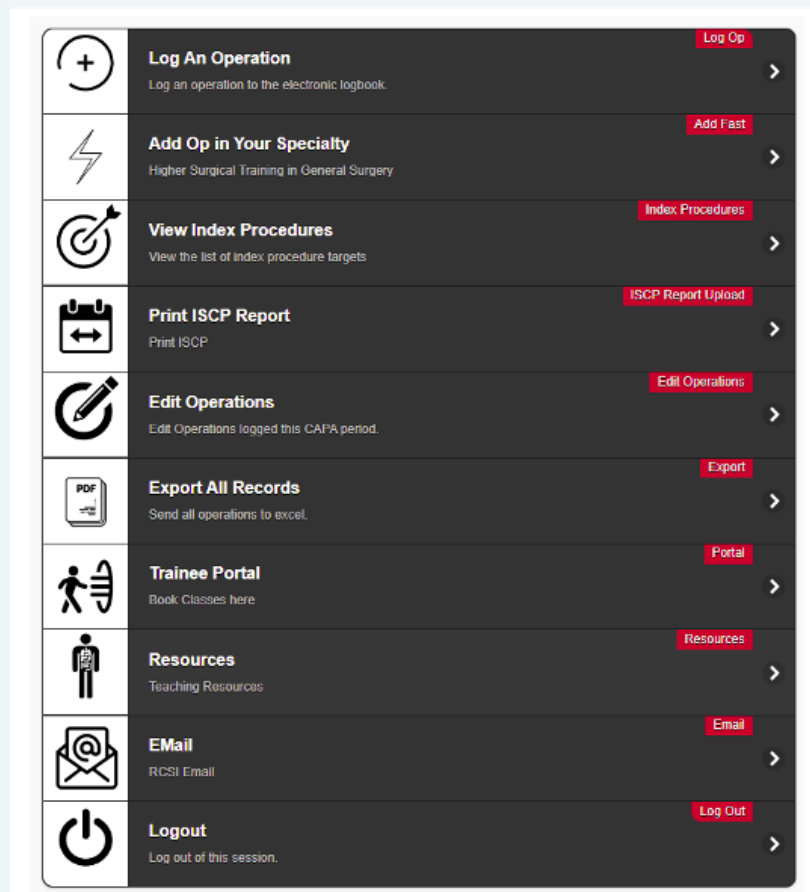 Log Op
Log An Operation
Log an operation to the electronic logbook.
Add Fast
Add Op in Your Specialty
Higher Surgical Training in General Surgery
Index Procedures
View Index Procedures
View the list of index procedure targets
ISCP Report Upload
Print ISCP Report
Print ISCP
Edit Operations
Edit Operations
Edit Operations logged this CAPA period.
Export
PDF
Export All Records
Send all operations to excel.
Portal
Trainee Portal
Book Classes here
Resources
Resources
Teaching Resources
Email
EMail
RCSI Email
Log Out
Logout
Log out of this session.